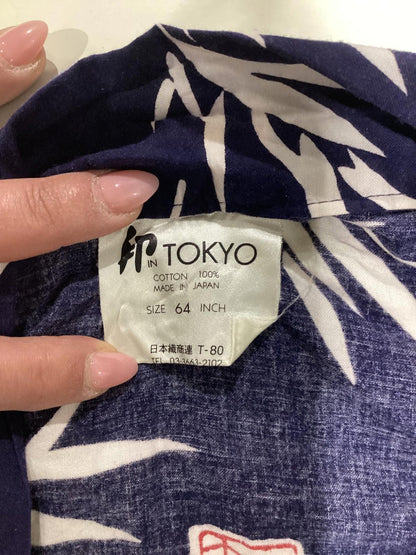 印 IN TOKYO
COTTON 100%
MADE IN JAPAN
SIZE 64 INCH
日本織商連 T-80
TEL 03-3663-2102